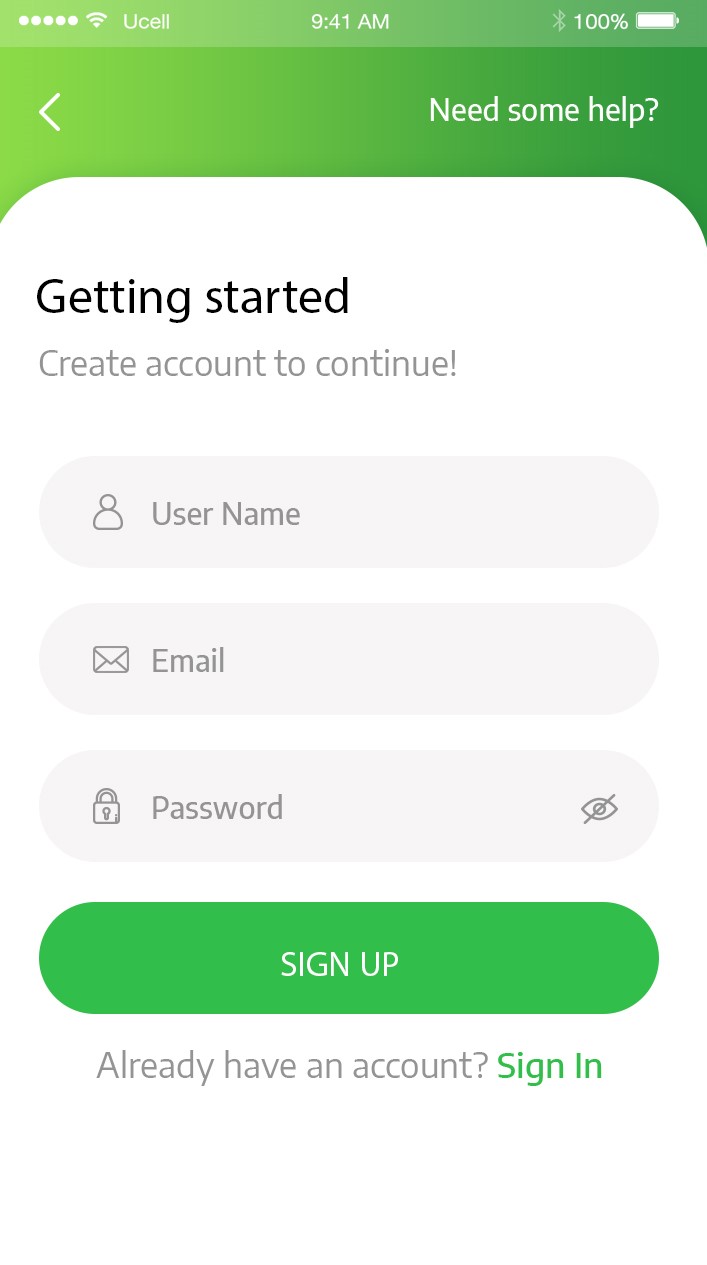 Ucell 9:41 AM 100%
Need some help?
Getting started
Create account to continue!
User Name
Email
Password
SIGN UP
Already have an account? Sign In